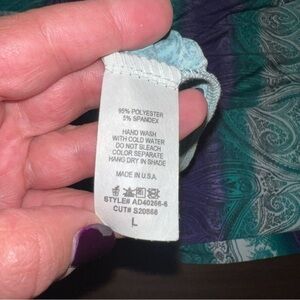 95% POLYESTER
5% SPANDEX
HAND WASH
WITH COLD WATER
DO NOT BLEACH
COLOR SEPARATE
HANG DRY IN SHADE
MADE IN U.S.A.
STYLE# AD40266-6
CUT# S20868
L